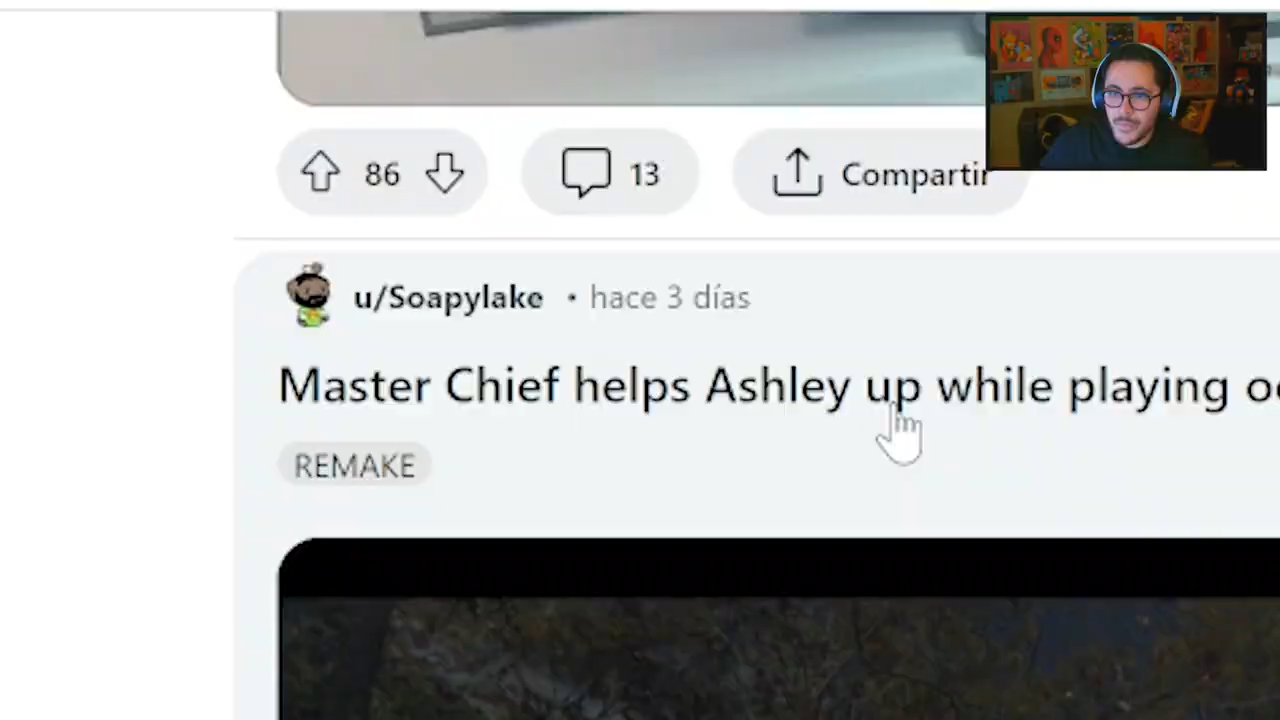 86
13
Compartir
u/Soapylake • hace 3 días
Master Chief helps Ashley up while playing
REMAKE